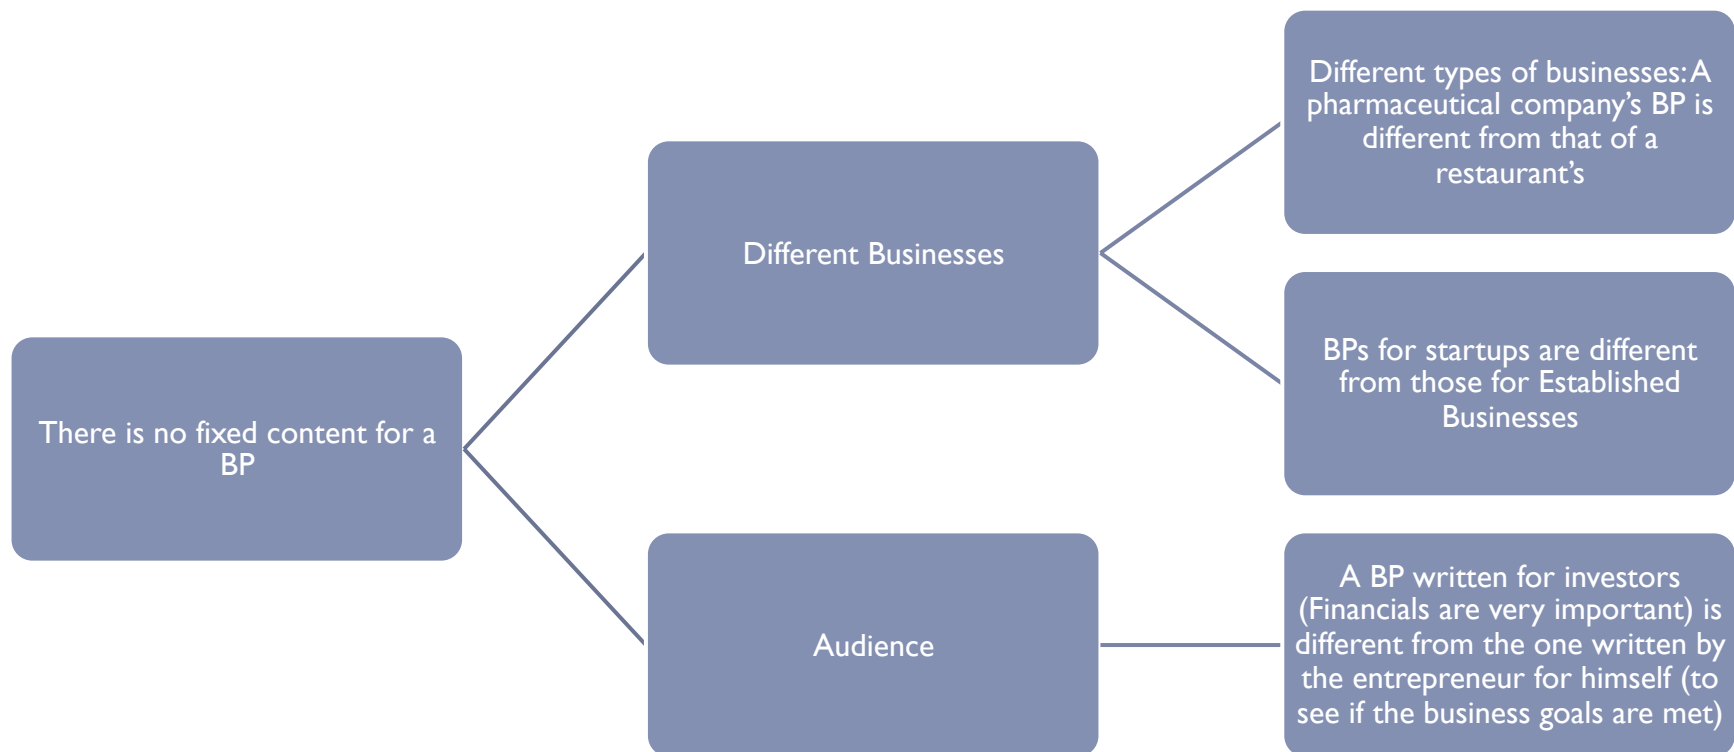 There is no fixed content for a
BP
Different Businesses
Different types of businesses: A
pharmaceutical company’s BP is
different from that of a
restaurant’s
BPs for startups are different
from those for Established
Businesses
Audience
A BP written for investors
(Financials are very important) is
different from the one written by
the entrepreneur for himself (to
see if the business goals are met)